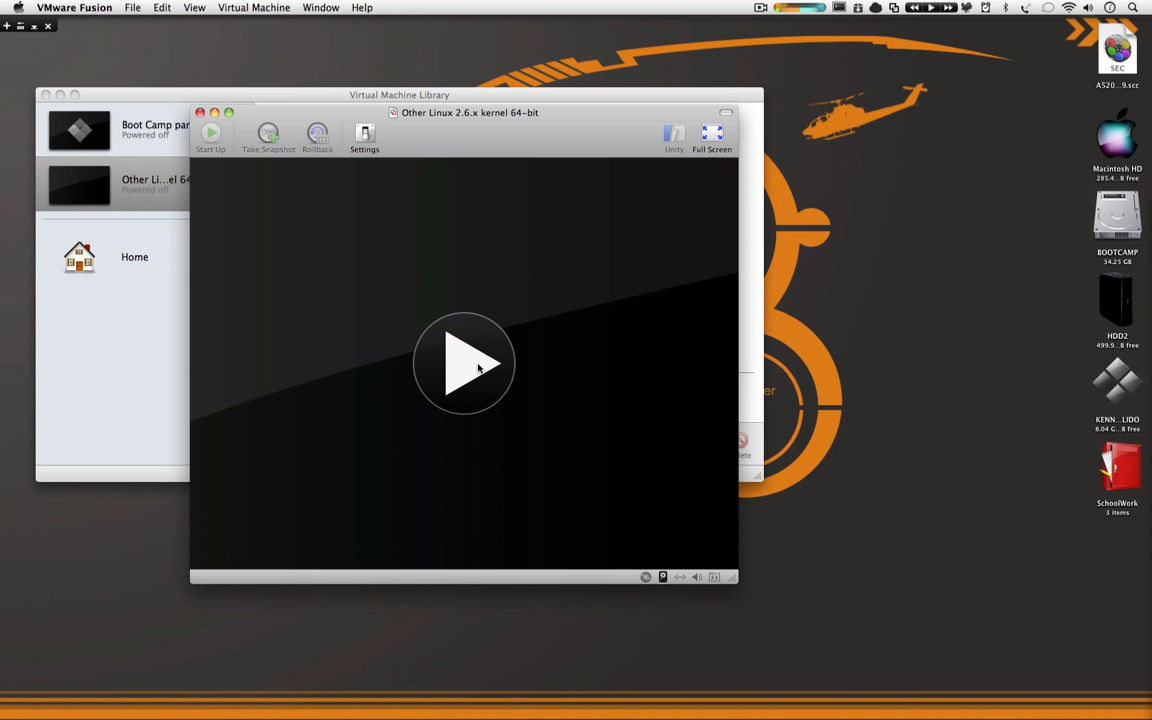 VMware Fusion File Edit View Virtual Machine Window Help
Virtual Machine Library
Other Linux 2.6.x kernel 64-bit
Start Up Take Snapshot Rollback Settings Unity Full Screen
Boot Camp par
Powered off
Other Li...el 64
Powered off
Home
er
lete
SEC
A520...9.scc
Macintosh HD
285.4...B free
BOOTCAMP
34.25 GB
HDD2
499.9...B free
KENN...LIDO
8.04 G...B free
SchoolWork
3 items